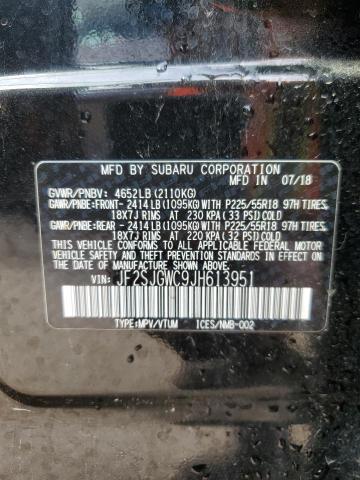 MFD. BY SUBARU CORPORATION
MFD. IN 07/18
GVWR/PNBV: 4652LB (2110KG)
GAWR/PNBE:FRONT-2414LB(1095KG)WITH P225/55R18 97H TIRES,
18X7J RIMS AT 230 KPA (33 PSI)COLD
GAWR/PNBE:REAR -2414LB(1095KG)WITH P225/55R18 97H TIRES,
18X7J RIMS AT 220 KPA (32 PSI)COLD
THIS VEHICLE CONFORMS TO ALL APPLICABLE
FEDERAL MOTOR VEHICLE SAFETY, BUMPER,
AND THEFT PREVENTION STANDARDS IN EFFECT
ON THE DATE OF MANUFACTURE SHOWN ABOVE.
VIN: JF2SJGWC9JH613951
TYPE:MPV/VTUM ICES/NMB-002